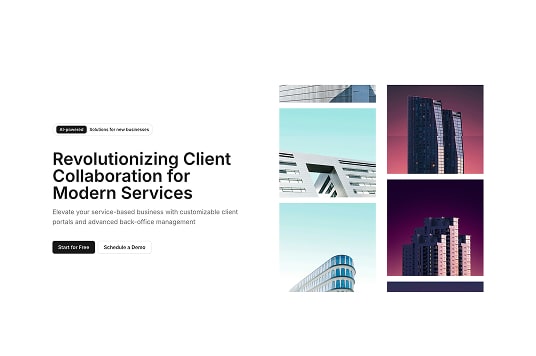 AI-powered Solutions for new businesses
Revolutionizing Client
Collaboration for
Modern Services
Elevate your service-based business with customizable client
portals and advanced back-office management
Start for Free Schedule a Demo